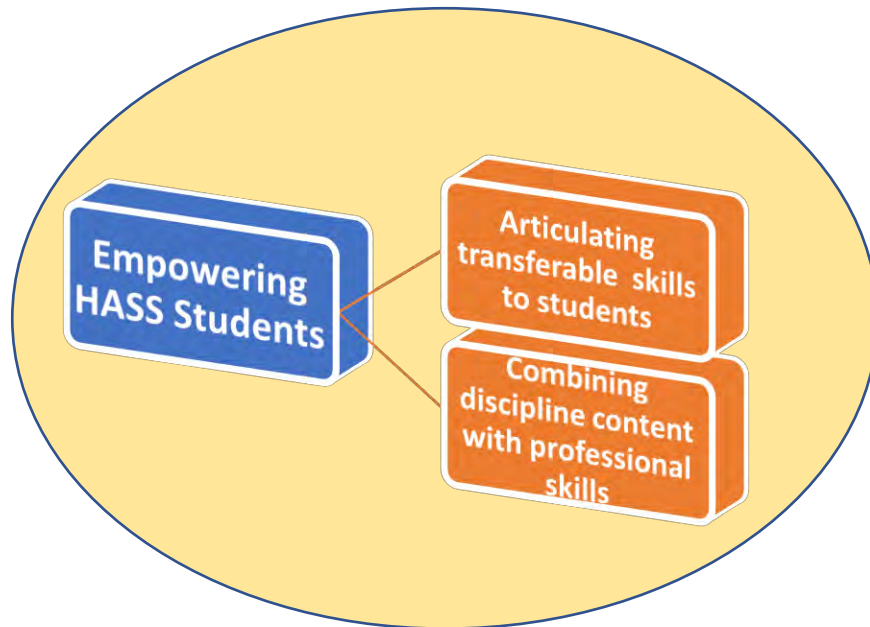 Empowering
HASS Students
Articulating
transferable skills
to students
Combining
discipline content
with professional
skills